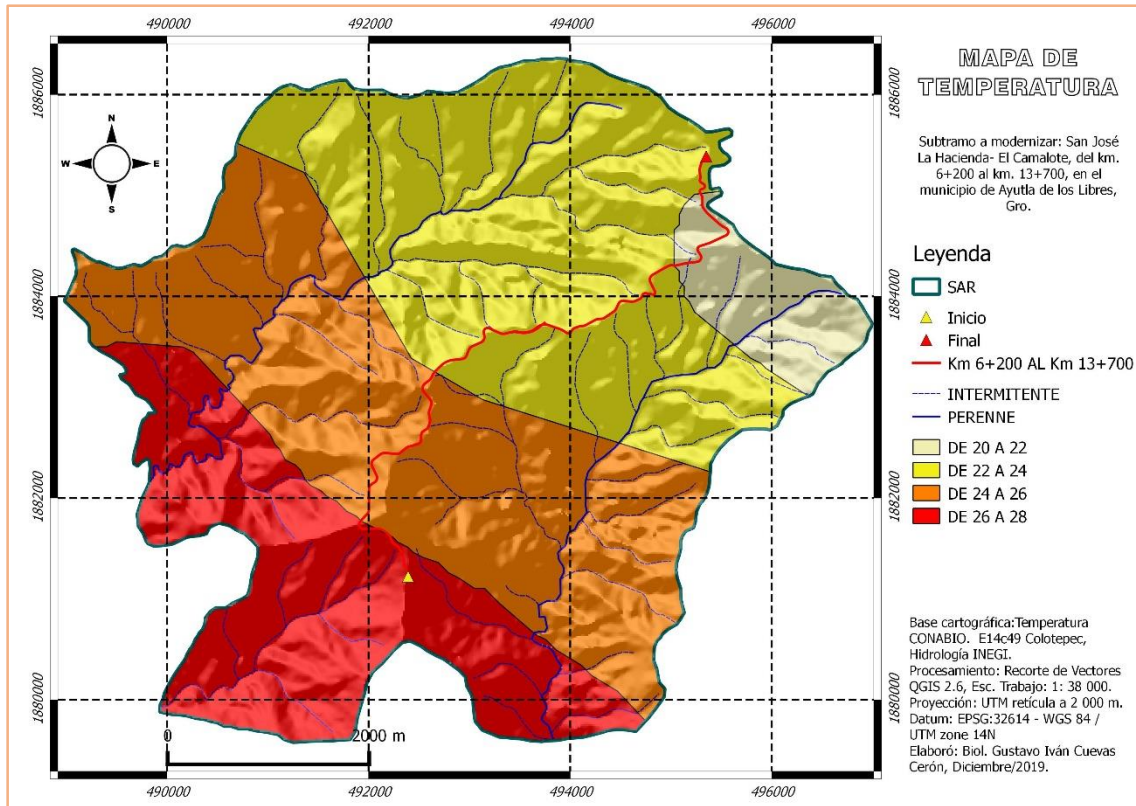 490000
492000
494000
496000
1886000
1884000
1882000
1880000
N
W
E
S
0
2000 m
1886000
1884000
1882000
1880000
490000
492000
494000
496000
MAPA DE
TEMPERATURA
Subtramo a modernizar: San José
La Hacienda- El Camalote, del km.
6+200 al km. 13+700, en el
municipio de Ayutla de los Libres,
Gro.
Leyenda
SAR
Inicio
Final
Km 6+200 AL Km 13+700
INTERMITENTE
PERENNE
DE 20 A 22
DE 22 A 24
DE 24 A 26
DE 26 A 28
Base cartográfica:Temperatura
CONABIO. E14c49 Colotepec,
Hidrología INEGI.
Procesamiento: Recorte de Vectores
QGIS 2.6, Esc. Trabajo: 1: 38 000.
Proyección: UTM retícula a 2 000 m.
Datum: EPSG:32614 - WGS 84 /
UTM zone 14N
Elaboró: Biol. Gustavo Iván Cuevas
Cerón, Diciembre/2019.